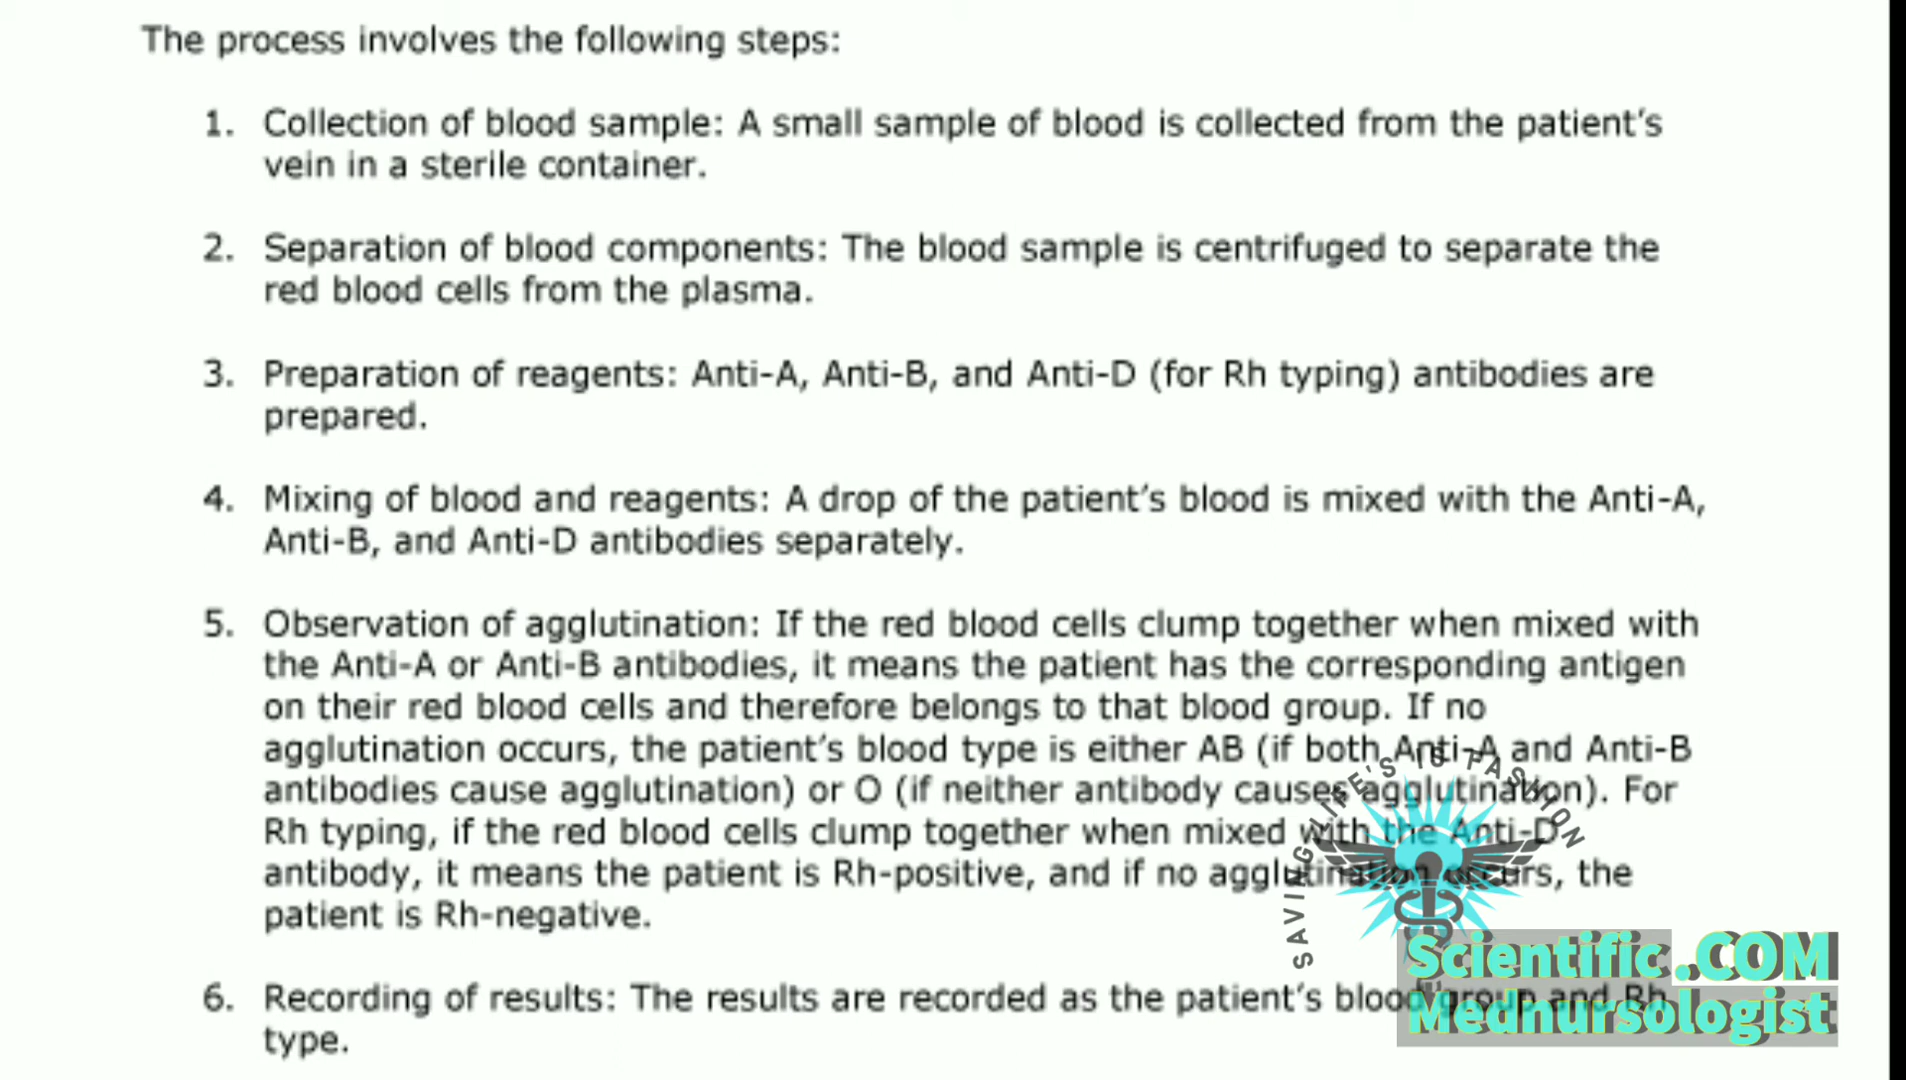 The process involves the following steps:
1. Collection of blood sample: A small sample of blood is collected from the patient's
vein in a sterile container.
2. Separation of blood components: The blood sample is centrifuged to separate the
red blood cells from the plasma.
3. Preparation of reagents: Anti-A, Anti-B, and Anti-D (for Rh typing) antibodies are
prepared.
4. Mixing of blood and reagents: A drop of the patient's blood is mixed with the Anti-A,
Anti-B, and Anti-D antibodies separately.
5. Observation of agglutination: If the red blood cells clump together when mixed with
the Anti-A or Anti-B antibodies, it means the patient has the corresponding antigen
on their red blood cells and therefore belongs to that blood group. If no
agglutination occurs, the patient's blood type is either AB (if both Anti-A and Anti-B
antibodies cause agglutination) or O (if neither antibody causes agglutination). For
Rh typing, if the red blood cells clump together when mixed with the Anti-D
antibody, it means the patient is Rh-positive, and if no agglutination occurs, the
patient is Rh-negative.
6. Recording of results: The results are recorded as the patient's blood group and Rh
type.
SAVING LIFE'S IS PASHION
Scientific .COM
Mednursologist